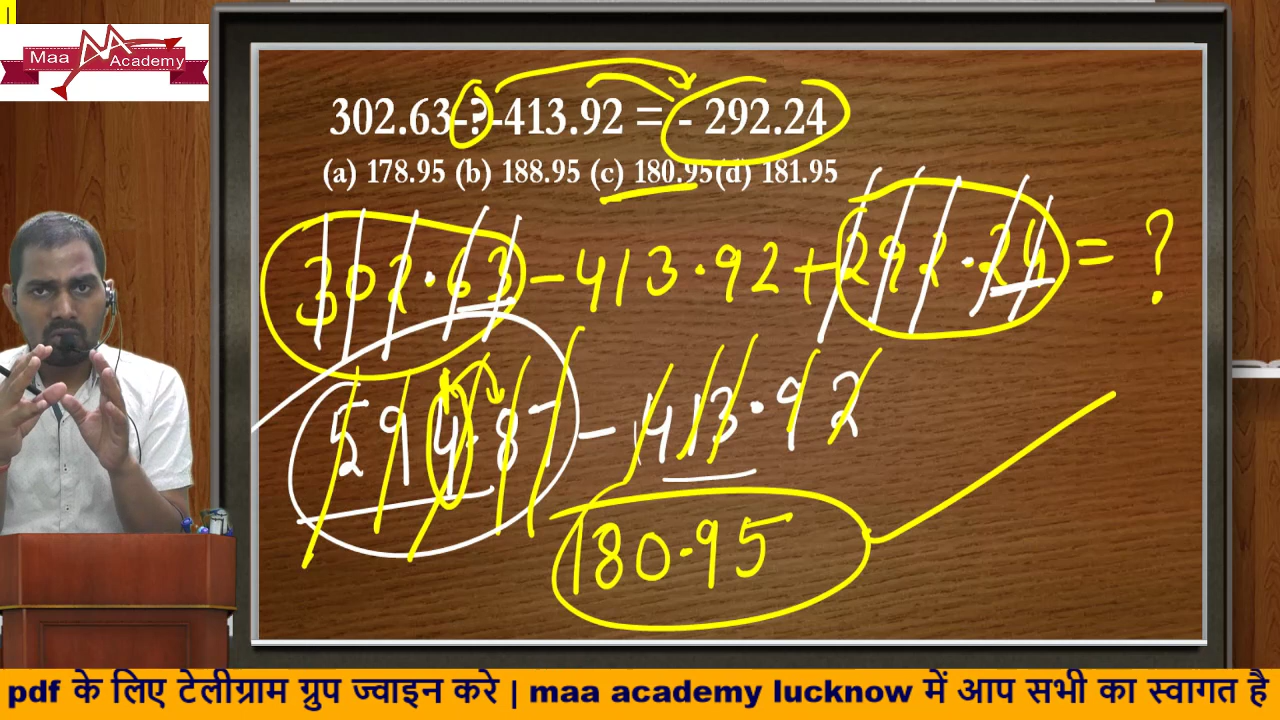 Maa Academy
302.63-?-413.92 = - 292.24
(a) 178.95 (b) 188.95 (c) 180.95(d) 181.95
302.63-413.92+292.24 = ?
594.87-413.92
180.95
pdf के लिए टेलीग्राम ग्रुप ज्वाइन करे | maa academy lucknow में आप सभी का स्वागत है